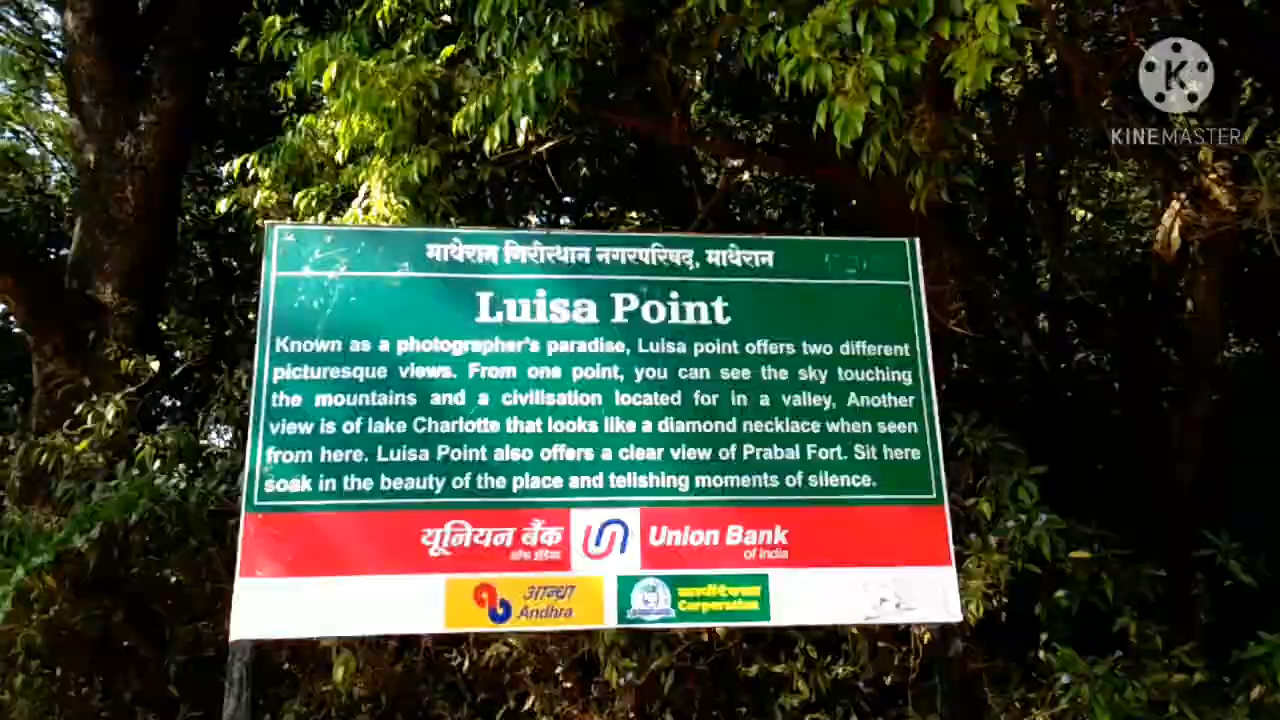 K
KINEMASTER
माथेरान गिरीस्थान नगरपरिषद, माथेरान
Luisa Point
Known as a photographer's paradise, Luisa point offers two different
picturesque views. From one point, you can see the sky touching
the mountains and a civilisation located for in a valley, Another
view is of lake Charlotte that looks like a diamond necklace when seen
from here. Luisa Point also offers a clear view of Prabal Fort. Sit here
soak in the beauty of the place and telishing moments of silence.
यूनियन बैंक Union Bank
ऑफ इंडिया of India
आन्ध्रा कारपोरेशन
Andhra Corporation